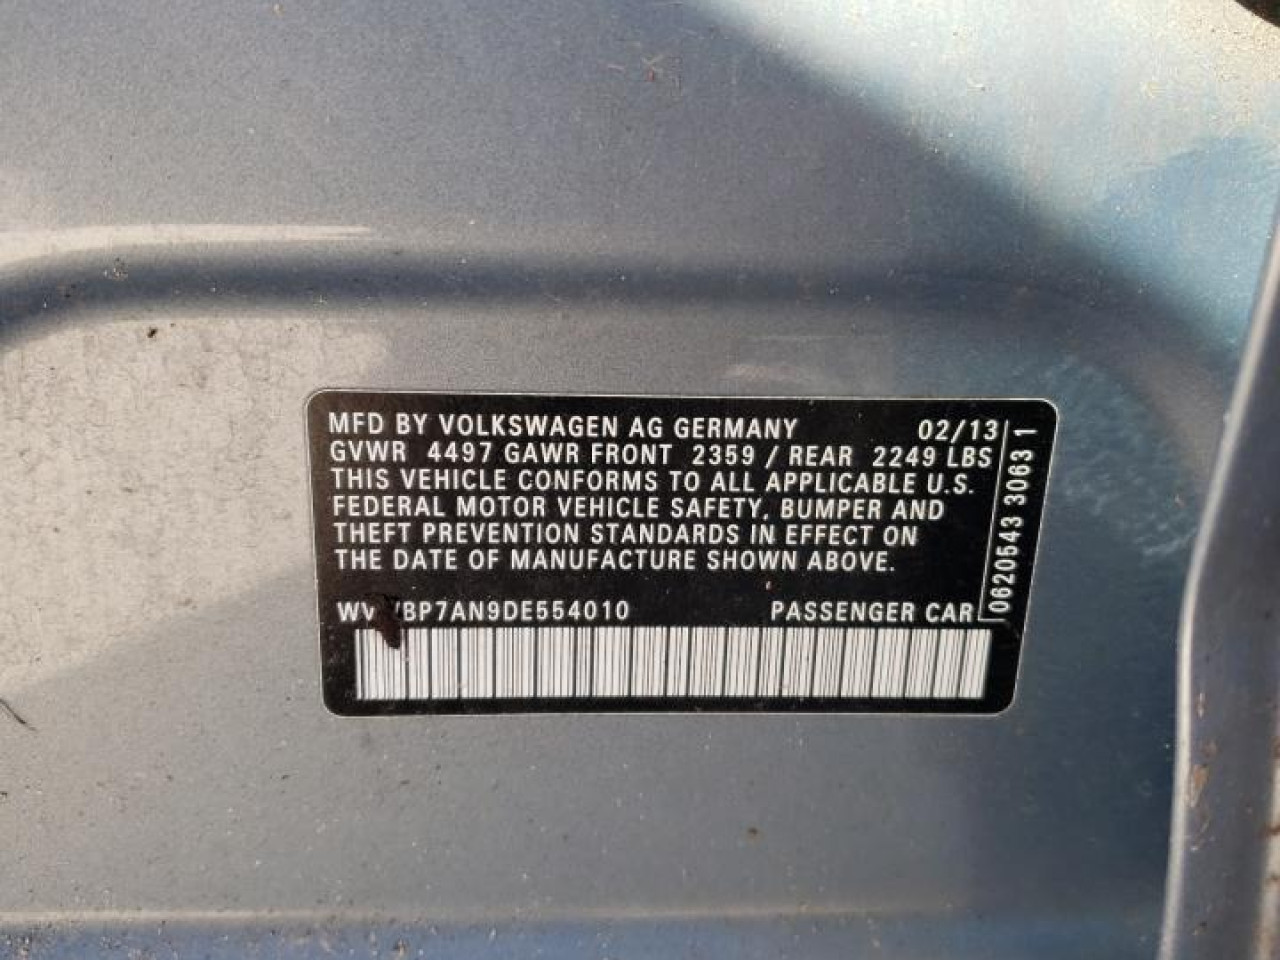 MFD BY VOLKSWAGEN AG GERMANY 02/13
GVWR 4497 GAWR FRONT 2359 / REAR 2249 LBS
THIS VEHICLE CONFORMS TO ALL APPLICABLE U.S.
FEDERAL MOTOR VEHICLE SAFETY, BUMPER AND
THEFT PREVENTION STANDARDS IN EFFECT ON
THE DATE OF MANUFACTURE SHOWN ABOVE.
PASSENGER CAR
0620543 3063 1